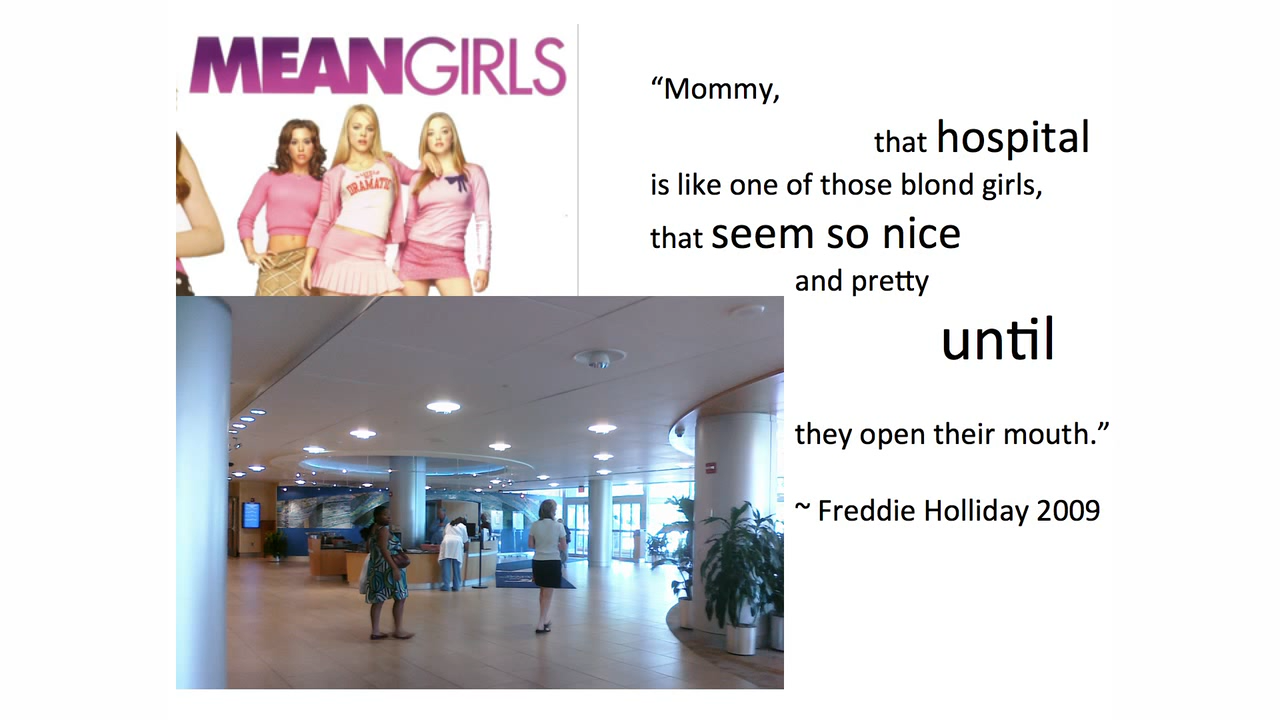 MEANGIRLS
DRAMATIC
“Mommy,
that hospital
is like one of those blond girls,
that seem so nice
and pretty
until
they open their mouth.”
~ Freddie Holliday 2009